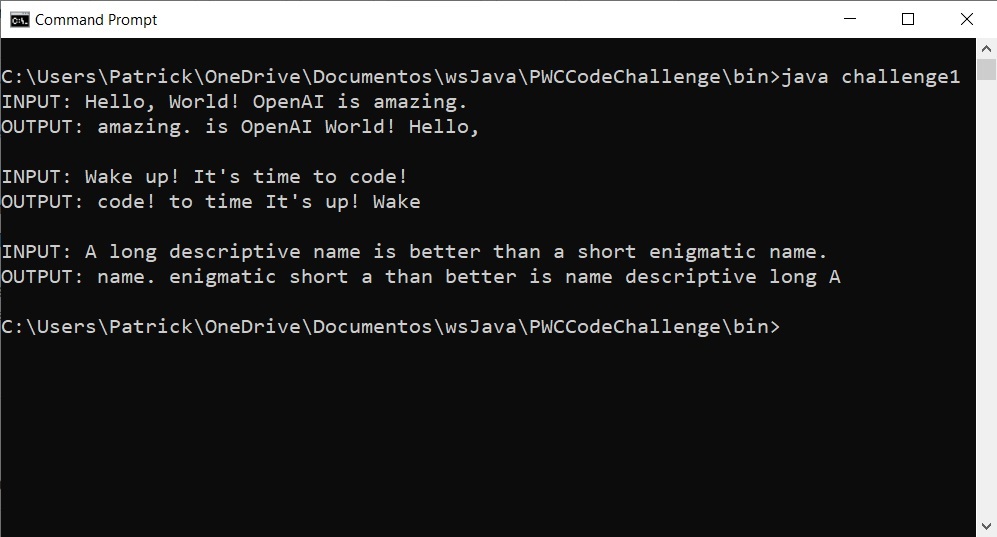 Command Prompt
C:\Users\Patrick\OneDrive\Documentos\wsJava\PWCCodeChallenge\bin>java challenge1
INPUT: Hello, World! OpenAI is amazing.
OUTPUT: amazing. is OpenAI World! Hello,
INPUT: Wake up! It's time to code!
OUTPUT: code! to time It's up! Wake
INPUT: A long descriptive name is better than a short enigmatic name.
OUTPUT: name. enigmatic short a than better is name descriptive long A
C:\Users\Patrick\OneDrive\Documentos\wsJava\PWCCodeChallenge\bin>